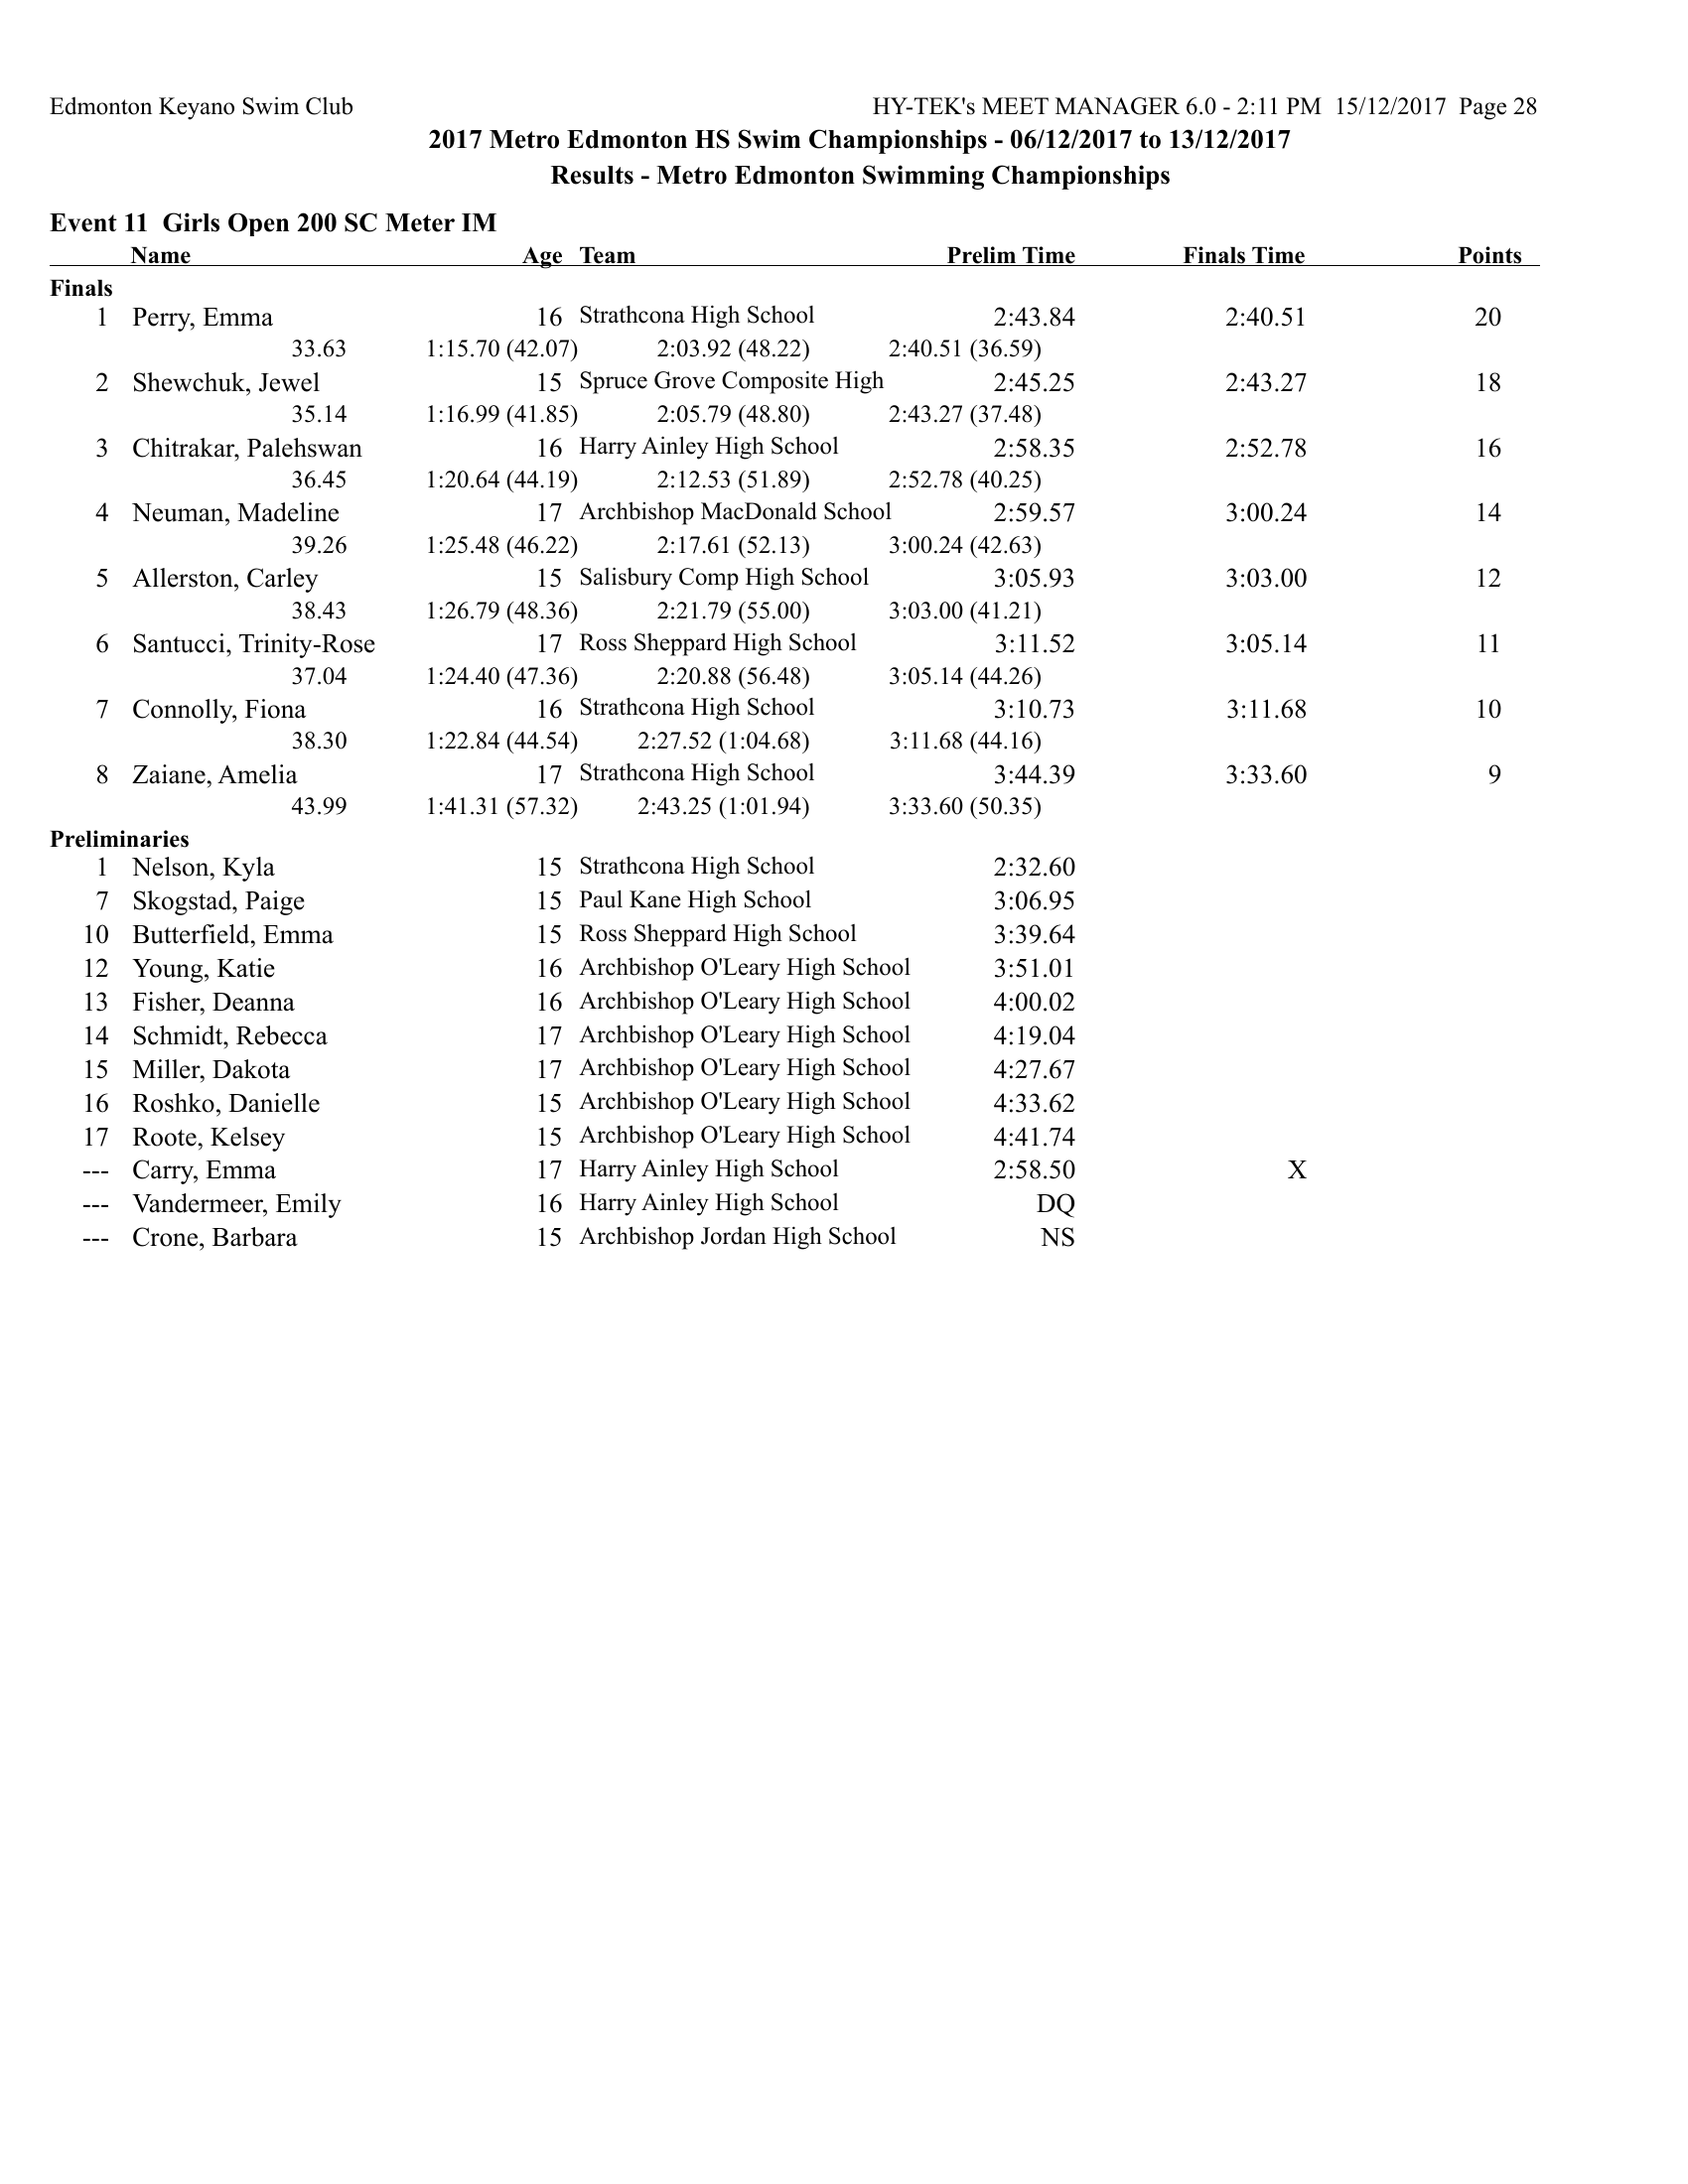 Edmonton Keyano Swim Club HY-TEK's MEET MANAGER 6.0 - 2:11 PM 15/12/2017 Page 28
2017 Metro Edmonton HS Swim Championships - 06/12/2017 to 13/12/2017
Results - Metro Edmonton Swimming Championships
Event 11 Girls Open 200 SC Meter IM
Name Age Team Prelim Time Finals Time Points
Finals
1 Perry, Emma 16 Strathcona High School 2:43.84 2:40.51 20
33.63 1:15.70 (42.07) 2:03.92 (48.22) 2:40.51 (36.59)
2 Shewchuk, Jewel 15 Spruce Grove Composite High 2:45.25 2:43.27 18
35.14 1:16.99 (41.85) 2:05.79 (48.80) 2:43.27 (37.48)
3 Chitrakar, Palehswan 16 Harry Ainley High School 2:58.35 2:52.78 16
36.45 1:20.64 (44.19) 2:12.53 (51.89) 2:52.78 (40.25)
4 Neuman, Madeline 17 Archbishop MacDonald School 2:59.57 3:00.24 14
39.26 1:25.48 (46.22) 2:17.61 (52.13) 3:00.24 (42.63)
5 Allerston, Carley 15 Salisbury Comp High School 3:05.93 3:03.00 12
38.43 1:26.79 (48.36) 2:21.79 (55.00) 3:03.00 (41.21)
6 Santucci, Trinity-Rose 17 Ross Sheppard High School 3:11.52 3:05.14 11
37.04 1:24.40 (47.36) 2:20.88 (56.48) 3:05.14 (44.26)
7 Connolly, Fiona 16 Strathcona High School 3:10.73 3:11.68 10
38.30 1:22.84 (44.54) 2:27.52 (1:04.68) 3:11.68 (44.16)
8 Zaiane, Amelia 17 Strathcona High School 3:44.39 3:33.60 9
43.99 1:41.31 (57.32) 2:43.25 (1:01.94) 3:33.60 (50.35)
Preliminaries
1 Nelson, Kyla 15 Strathcona High School 2:32.60
7 Skogstad, Paige 15 Paul Kane High School 3:06.95
10 Butterfield, Emma 15 Ross Sheppard High School 3:39.64
12 Young, Katie 16 Archbishop O'Leary High School 3:51.01
13 Fisher, Deanna 16 Archbishop O'Leary High School 4:00.02
14 Schmidt, Rebecca 17 Archbishop O'Leary High School 4:19.04
15 Miller, Dakota 17 Archbishop O'Leary High School 4:27.67
16 Roshko, Danielle 15 Archbishop O'Leary High School 4:33.62
17 Roote, Kelsey 15 Archbishop O'Leary High School 4:41.74
--- Carry, Emma 17 Harry Ainley High School 2:58.50 X
--- Vandermeer, Emily 16 Harry Ainley High School DQ
--- Crone, Barbara 15 Archbishop Jordan High School NS